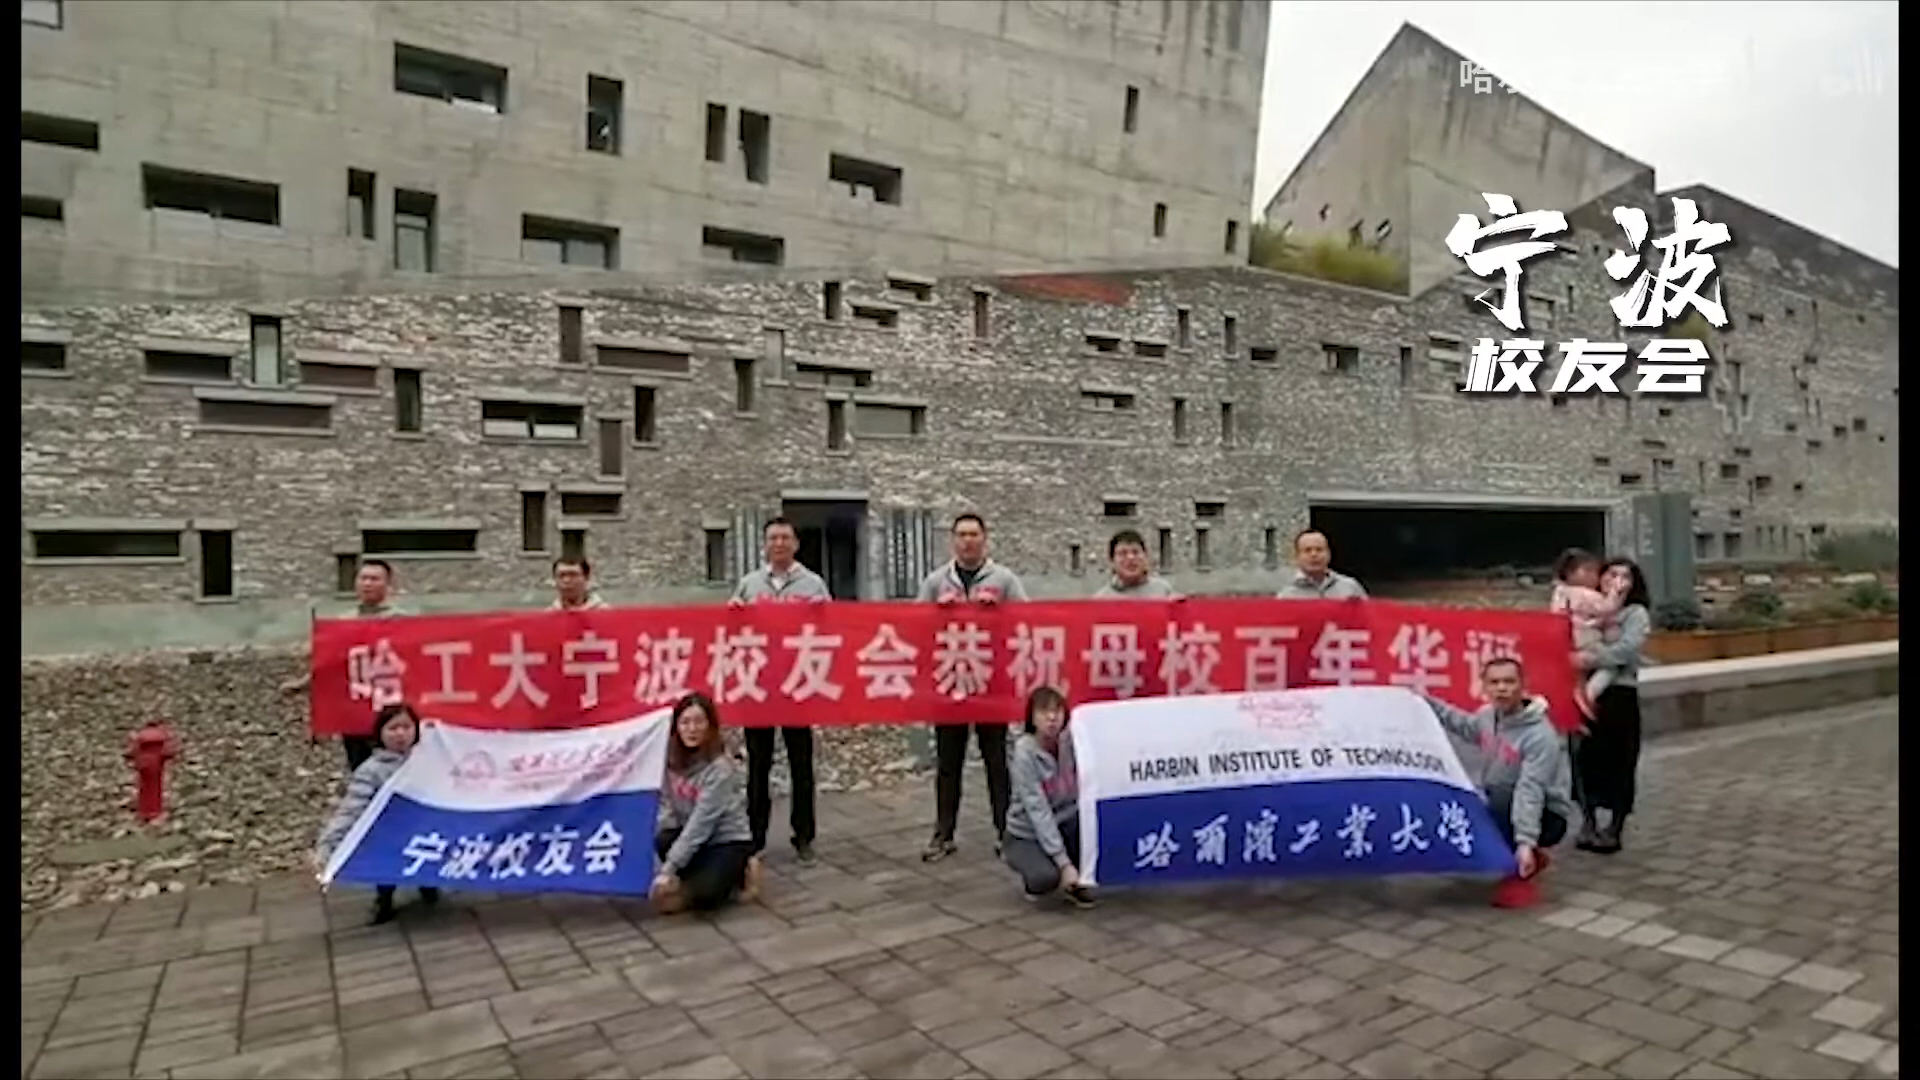 宁波
校友会
哈工大宁波校友会恭祝母校百年华诞
HARBIN INSTITUTE OF TECHNOLOGY
哈爾濱工業大學
宁波校友会